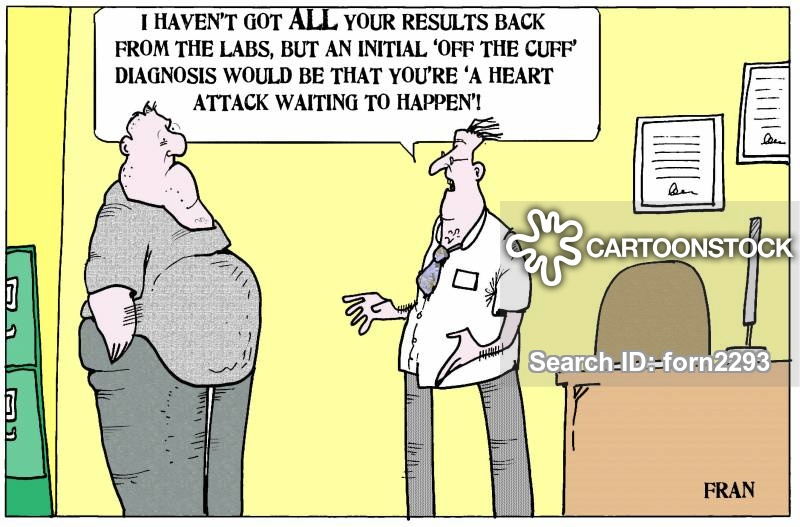 I HAVEN'T GOT ALL YOUR RESULTS BACK
FROM THE LABS, BUT AN INITIAL 'OFF THE CUFF'
DIAGNOSIS WOULD BE THAT YOU'RE 'A HEART
ATTACK WAITING TO HAPPEN'!
CARTOONSTOCK
Search ID: forn2293
FRAN